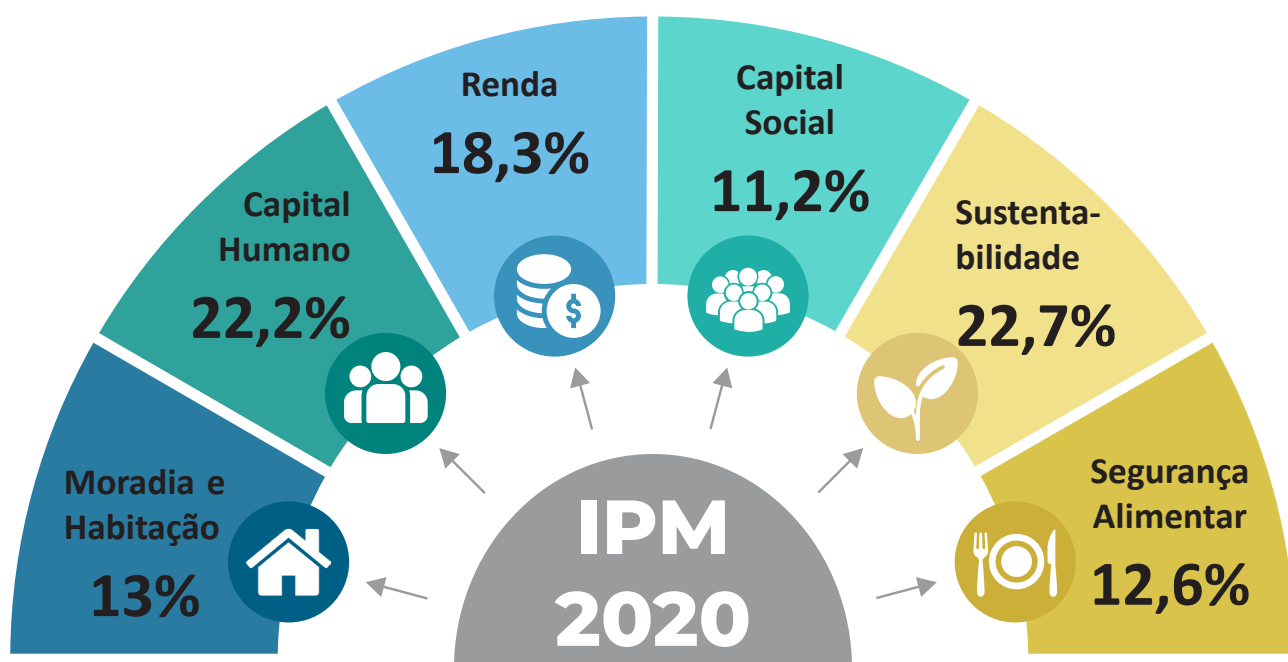 Moradia e
Habitação
13%
Capital
Humano
22,2%
Renda
18,3%
$
Capital
Social
11,2%
Sustenta-
bilidade
22,7%
Segurança
Alimentar
12,6%
IPM
2020